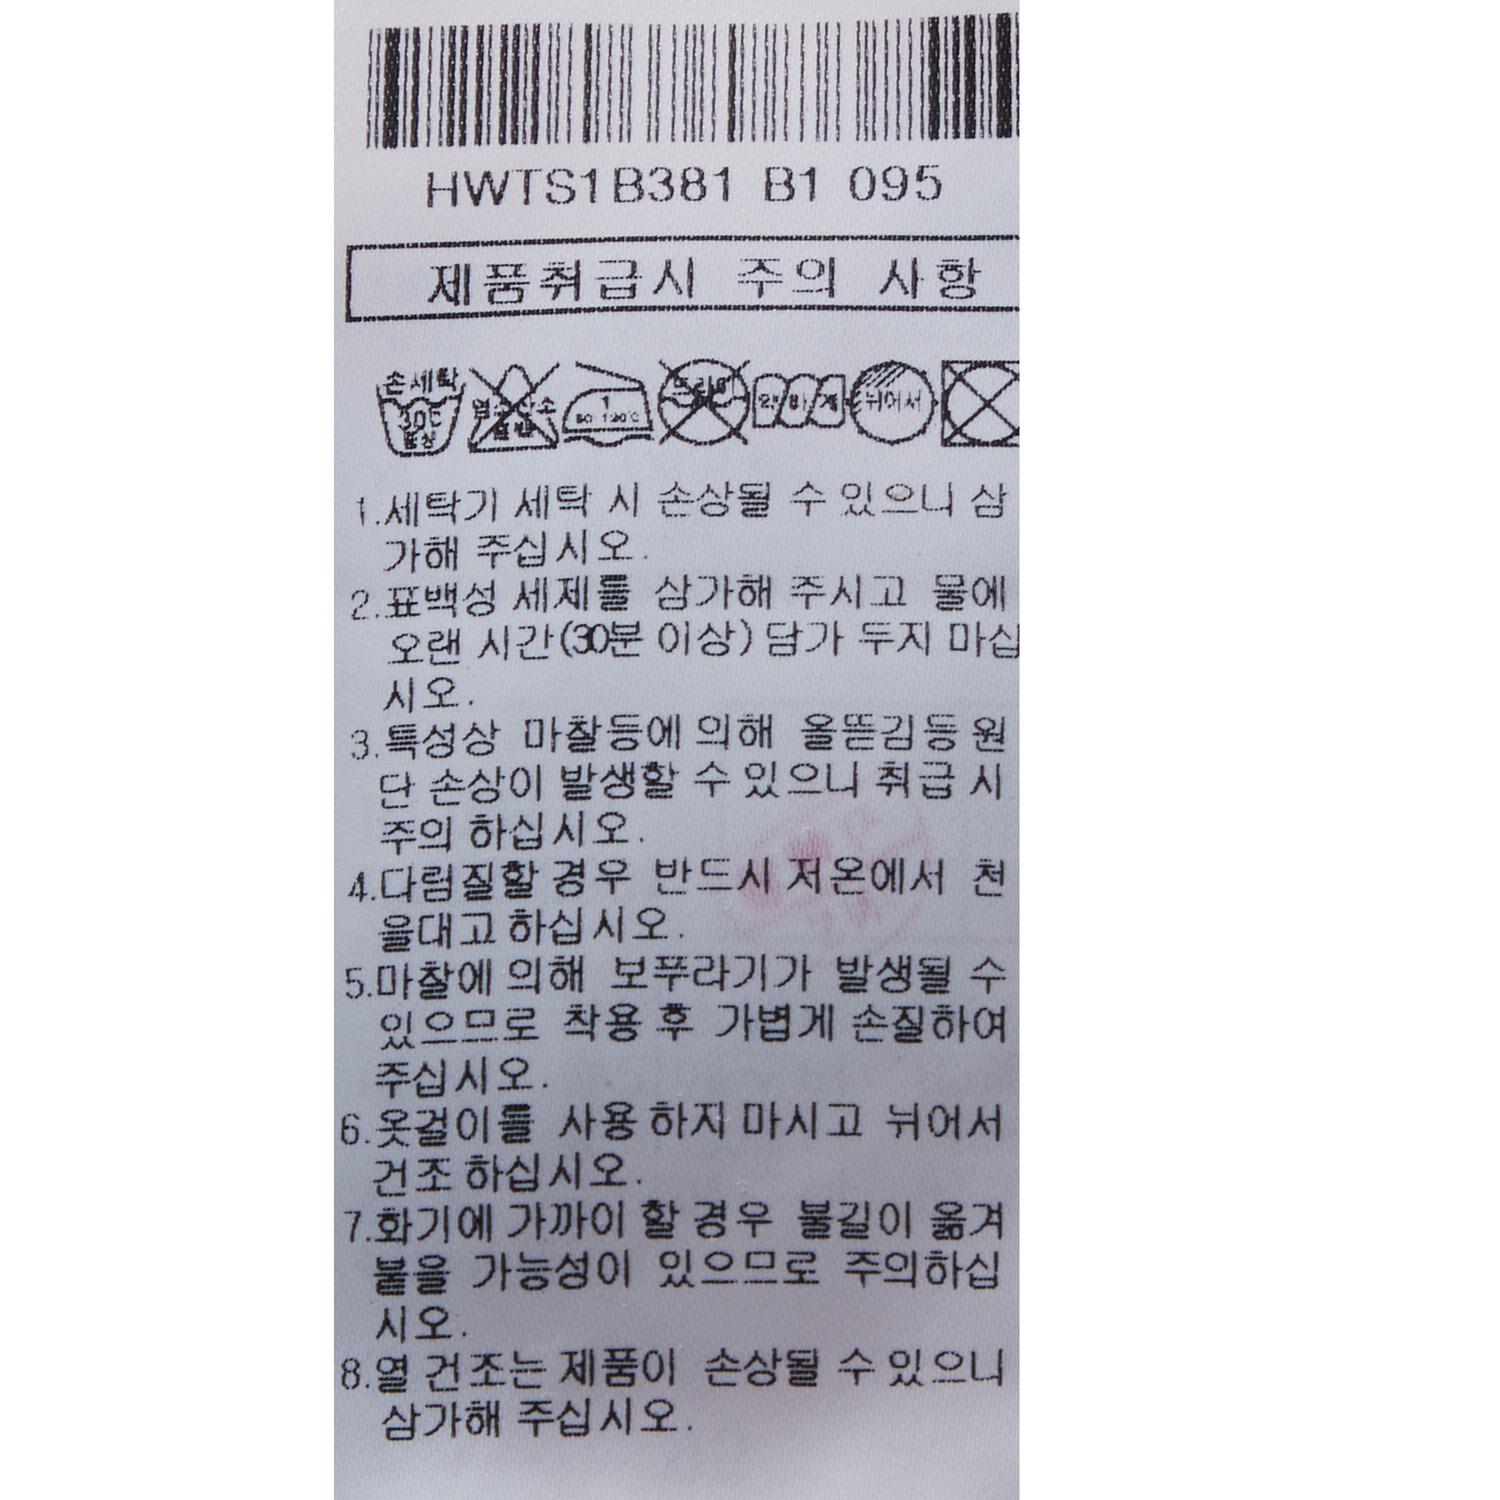 HWTS1B381 B1 095
제품취급시 주의 사항
손세탁 30℃ 중성
염소산소표백
1 80-120℃
드라이
약하게
뉘어서
1.세탁기 세탁 시 손상될 수 있으니 삼
가해 주십시오.
2.표백성 세제를 삼가해 주시고 물에
오랜 시간(30분 이상) 담가 두지 마십
시오.
3.특성상 마찰등에 의해 올뜯김등 원
단 손상이 발생할 수 있으니 취급 시
주의 하십시오.
4.다림질할 경우 반드시 저온에서 천
을대고 하십시오.
5.마찰에 의해 보푸라기가 발생될 수
있으므로 착용 후 가볍게 손질하여
주십시오.
6.옷걸이를 사용 하지 마시고 뉘어서
건조 하십시오.
7.화기에 가까이 할 경우 불길이 옮겨
붙을 가능성이 있으므로 주의하십
시오.
8.열 건조는 제품이 손상될 수 있으니
삼가해 주십시오.